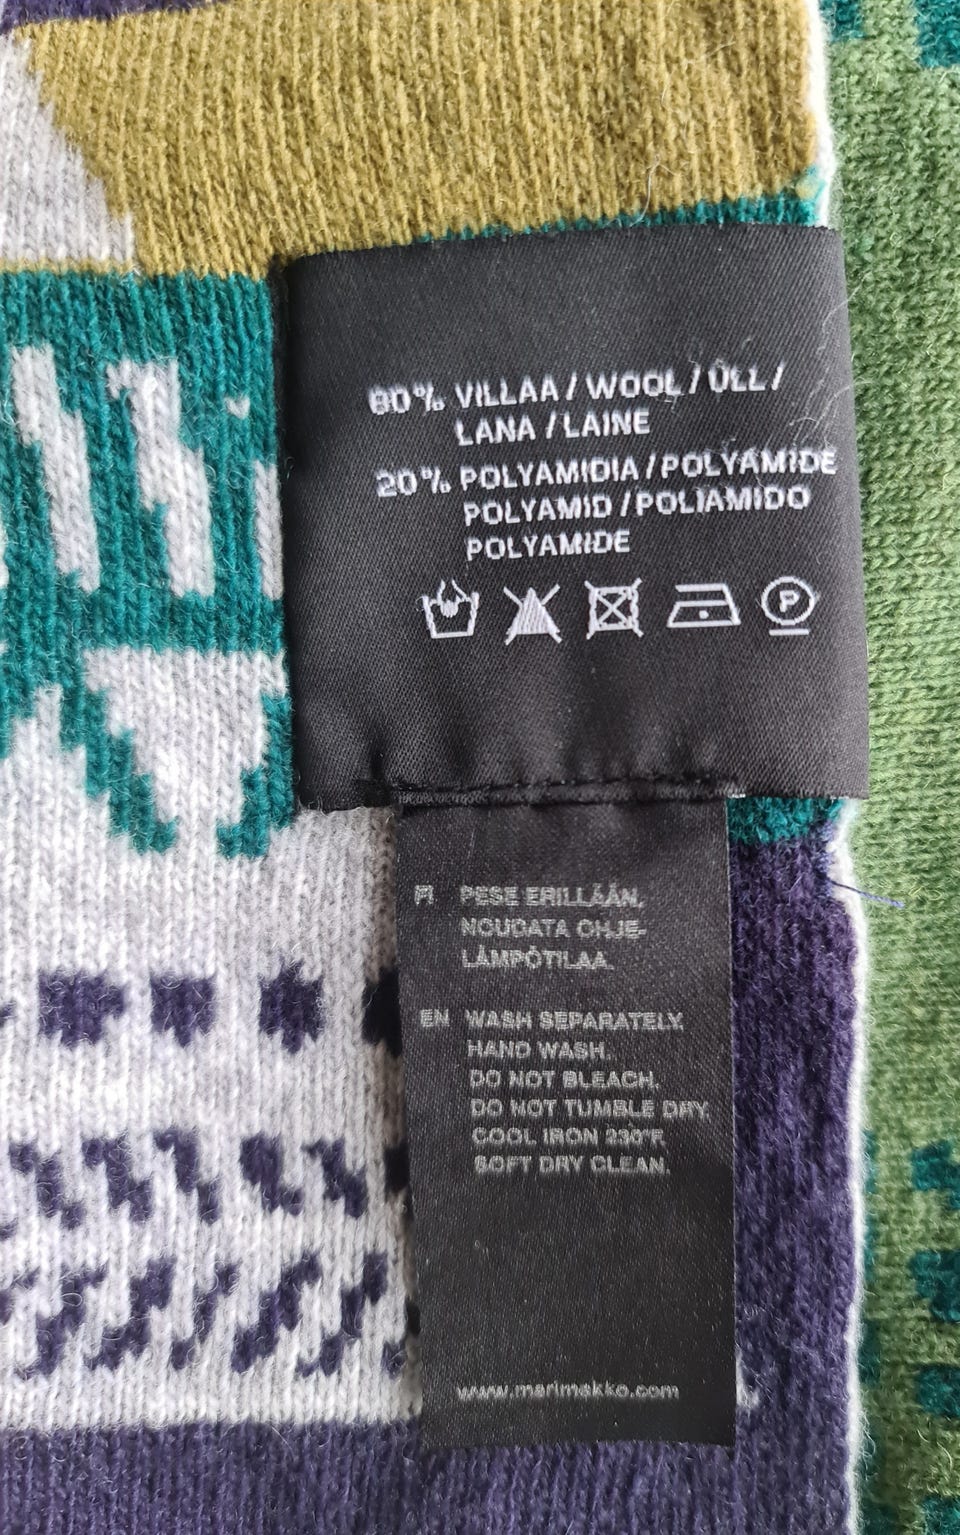 80% VILLAA / WOOL / ULL /
LANA / LAINE
20% POLYAMIDIA / POLYAMIDE
POLYAMID / POLIAMIDO
POLYAMIDE
P
FI PESE ERILLÄÄN.
NOUDATA OHJE-
LÄMPÖTILAA.
EN WASH SEPARATELY.
HAND WASH.
DO NOT BLEACH.
DO NOT TUMBLE DRY.
COOL IRON 230°F.
SOFT DRY CLEAN.
www.marimekko.com